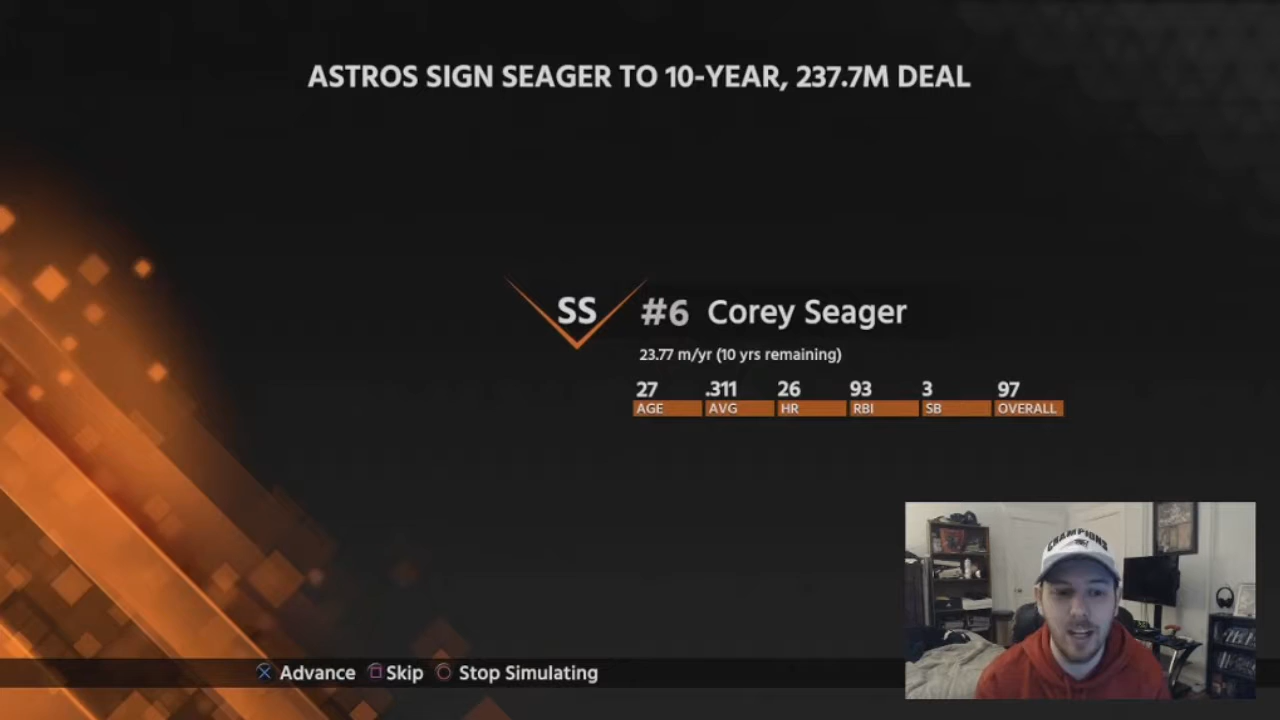 ASTROS SIGN SEAGER TO 10-YEAR, 237.7M DEAL
SS #6 Corey Seager
23.77 m/yr (10 yrs remaining)
27 .311 26 93 3 97
AGE AVG HR RBI SB OVERALL
CHAMPIONS
Advance Skip Stop Simulating